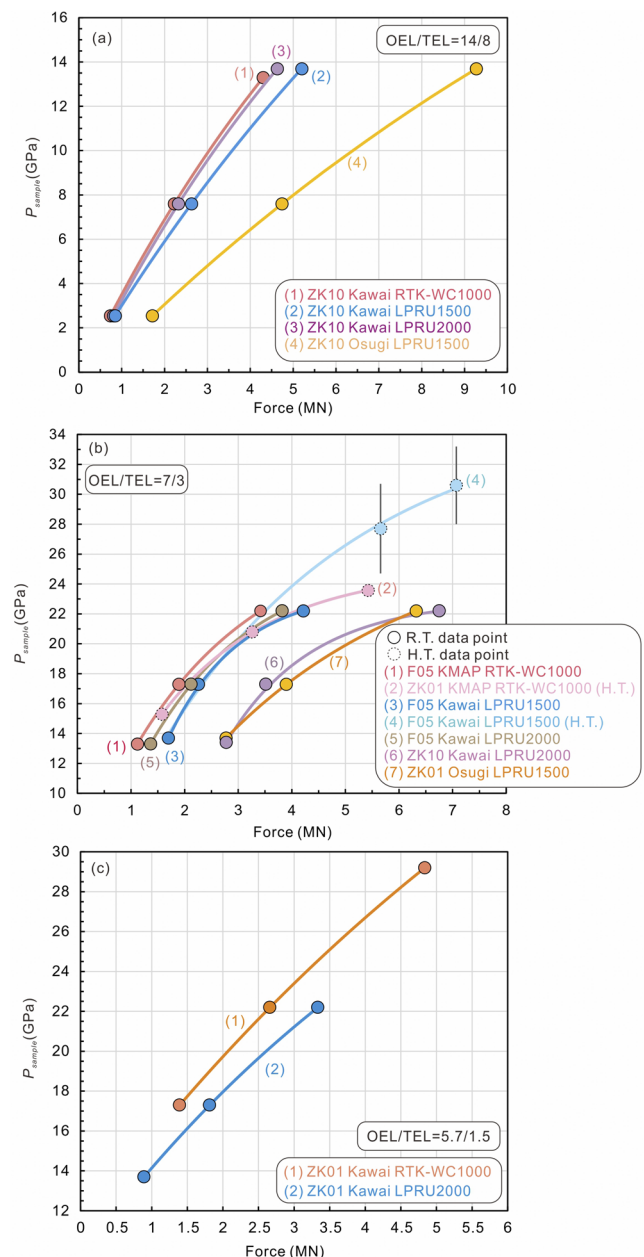 (a)
OEL/TEL=14/8
P_sample(GPa)
16
14
12
10
8
6
4
2
0
(1)
(3)
(2)
(4)
(1) ZK10 Kawai RTK-WC1000
(2) ZK10 Kawai LPRU1500
(3) ZK10 Kawai LPRU2000
(4) ZK10 Osugi LPRU1500
0 1 2 3 4 5 6 7 8 9 10
Force (MN)
(b)
OEL/TEL=7/3
P_sample(GPa)
34
32
30
28
26
24
22
20
18
16
14
12
10
(4)
(2)
(6)
(7)
(1)
(5)
(3)
R.T. data point
H.T. data point
(1) F05 KMAP RTK-WC1000
(2) ZK01 KMAP RTK-WC1000 (H.T.)
(3) F05 Kawai LPRU1500
(4) F05 Kawai LPRU1500 (H.T.)
(5) F05 Kawai LPRU2000
(6) ZK10 Kawai LPRU2000
(7) ZK01 Osugi LPRU1500
0 1 2 3 4 5 6 7 8
Force (MN)
(c)
P_sample(GPa)
30
28
26
24
22
20
18
16
14
12
(1)
(2)
OEL/TEL=5.7/1.5
(1) ZK01 Kawai RTK-WC1000
(2) ZK01 Kawai LPRU2000
0 0.5 1 1.5 2 2.5 3 3.5 4 4.5 5 5.5 6
Force (MN)